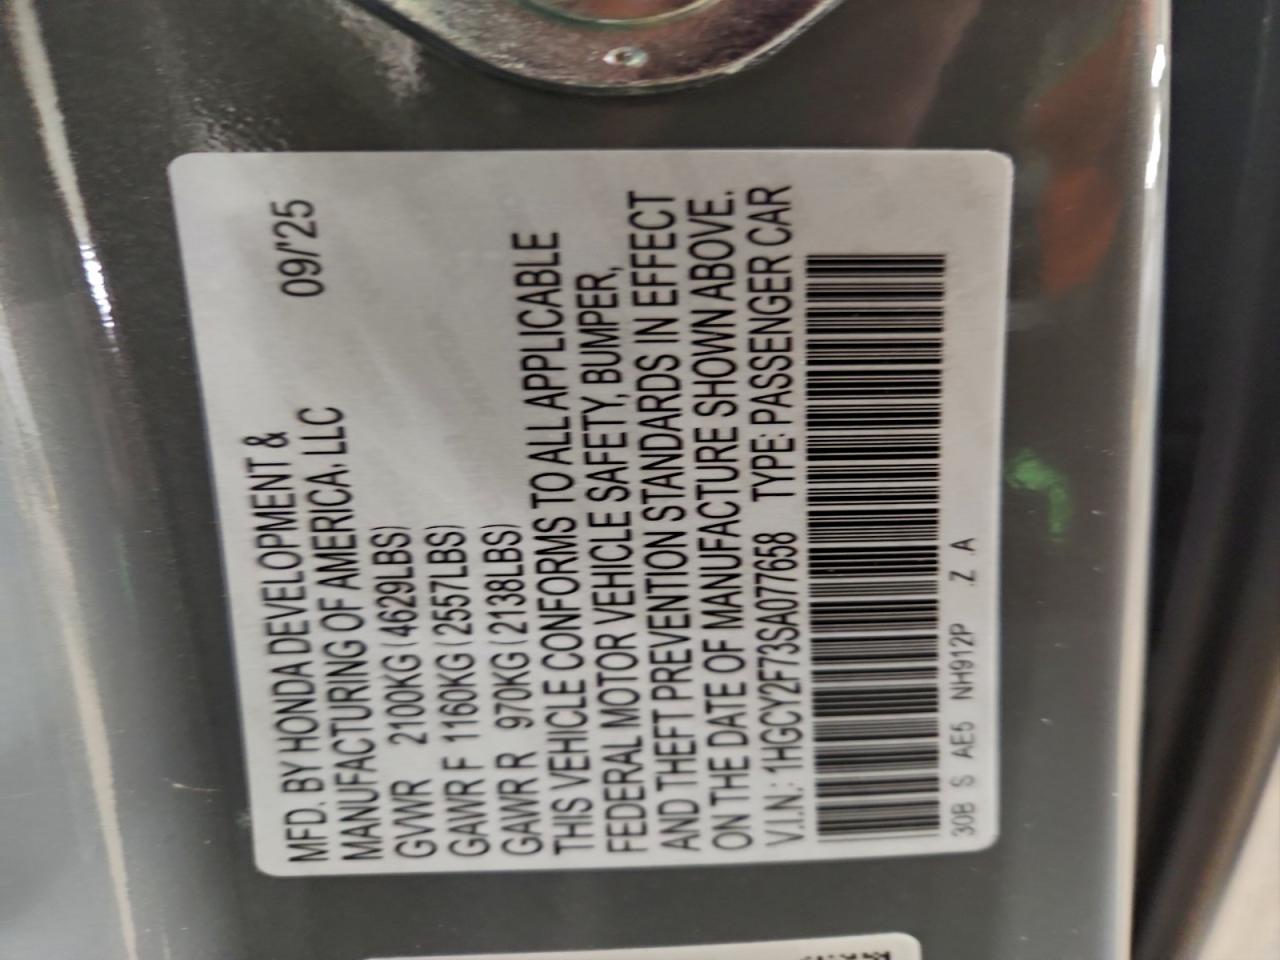 MFD. BY HONDA DEVELOPMENT &
MANUFACTURING OF AMERICA, LLC 09/'25
GVWR 2100KG (4629LBS)
GAWR F 1160KG (2557LBS)
GAWR R 970KG (2138LBS)
THIS VEHICLE CONFORMS TO ALL APPLICABLE
FEDERAL MOTOR VEHICLE SAFETY, BUMPER,
AND THEFT PREVENTION STANDARDS IN EFFECT
ON THE DATE OF MANUFACTURE SHOWN ABOVE.
V.I.N.: 1HGCY2F73SA077658 TYPE: PASSENGER CAR
30B S AE5 NH912P .Z A